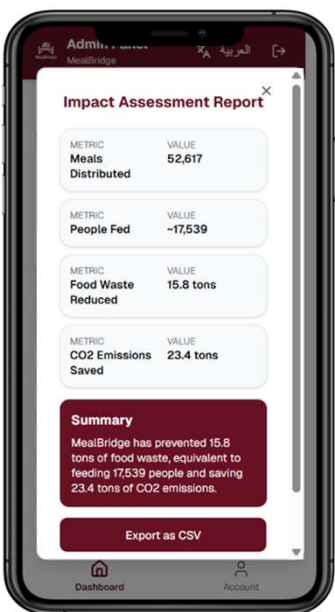 Admin Panel
العربية
MealBridge
Impact Assessment Report
METRIC VALUE
Meals 52,617
Distributed
METRIC VALUE
People Fed ~17,539
METRIC VALUE
Food Waste 15.8 tons
Reduced
METRIC VALUE
CO2 Emissions 23.4 tons
Saved
Summary
MealBridge has prevented 15.8
tons of food waste, equivalent to
feeding 17,539 people and saving
23.4 tons of CO2 emissions.
Export as CSV
Dashboard Account